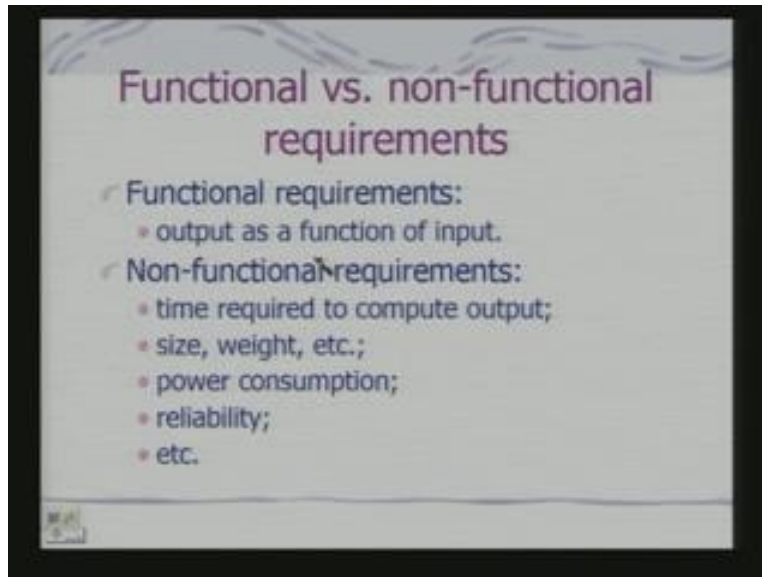 Functional vs. non-functional
requirements
Functional requirements:
output as a function of input.
Non-functional requirements:
time required to compute output;
size, weight, etc.;
power consumption;
reliability;
etc.